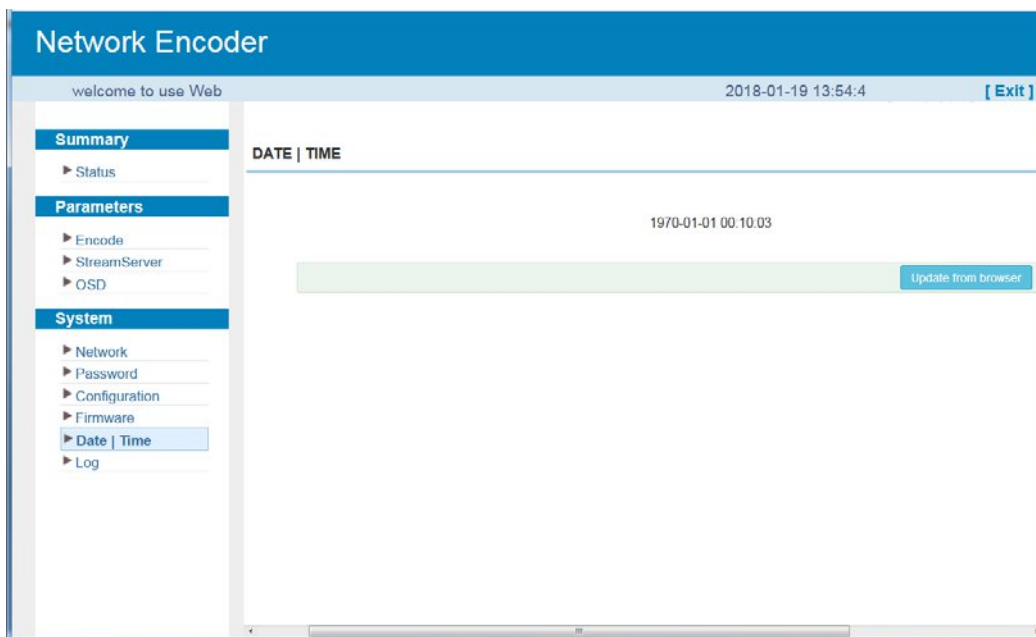 Network Encoder
welcome to use Web
2018-01-19 13:54:4
[ Exit ]
Summary
Status
Parameters
Encode
StreamServer
OSD
System
Network
Password
Configuration
Firmware
Date | Time
Log
DATE | TIME
1970-01-01 00:10:03
Update from browser